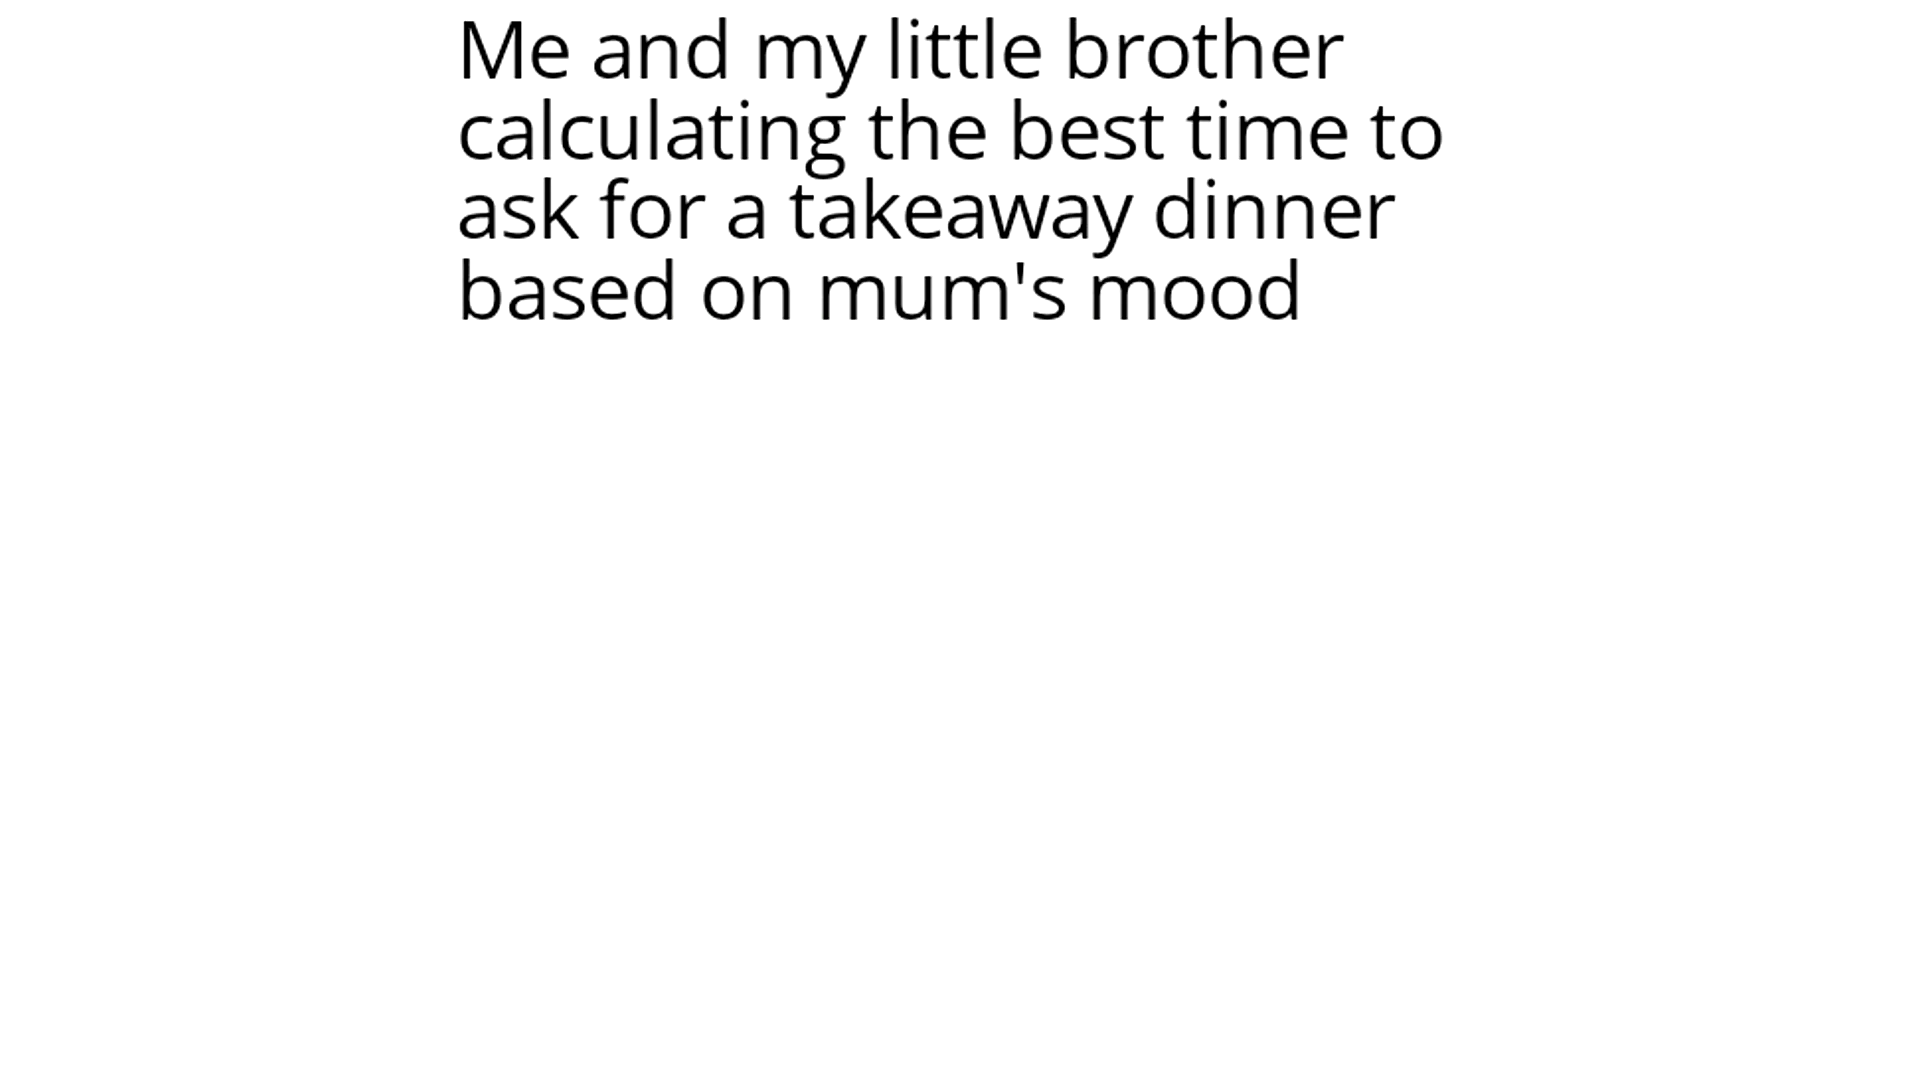 Me and my little brother
calculating the best time to
ask for a takeaway dinner
based on mum's mood